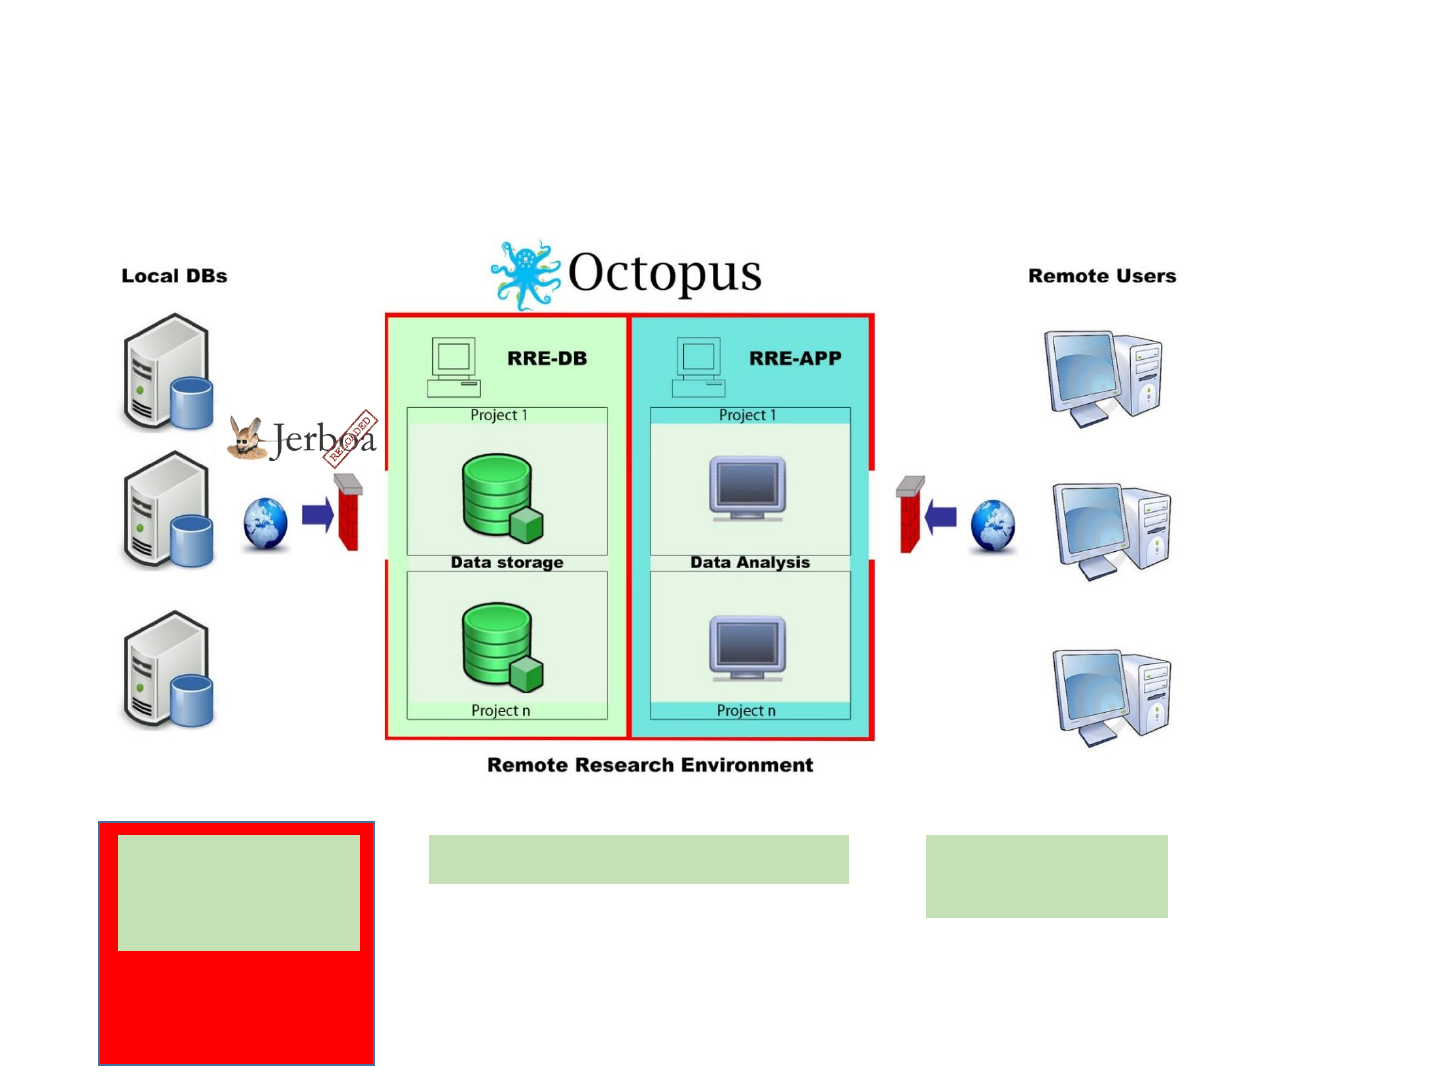 Octopus
Local DBs
Remote Users
RRE-DB
RRE-APP
Project 1
Project 1
Jerboa
RELOADED
Data storage
Data Analysis
Project n
Project n
Remote Research Environment